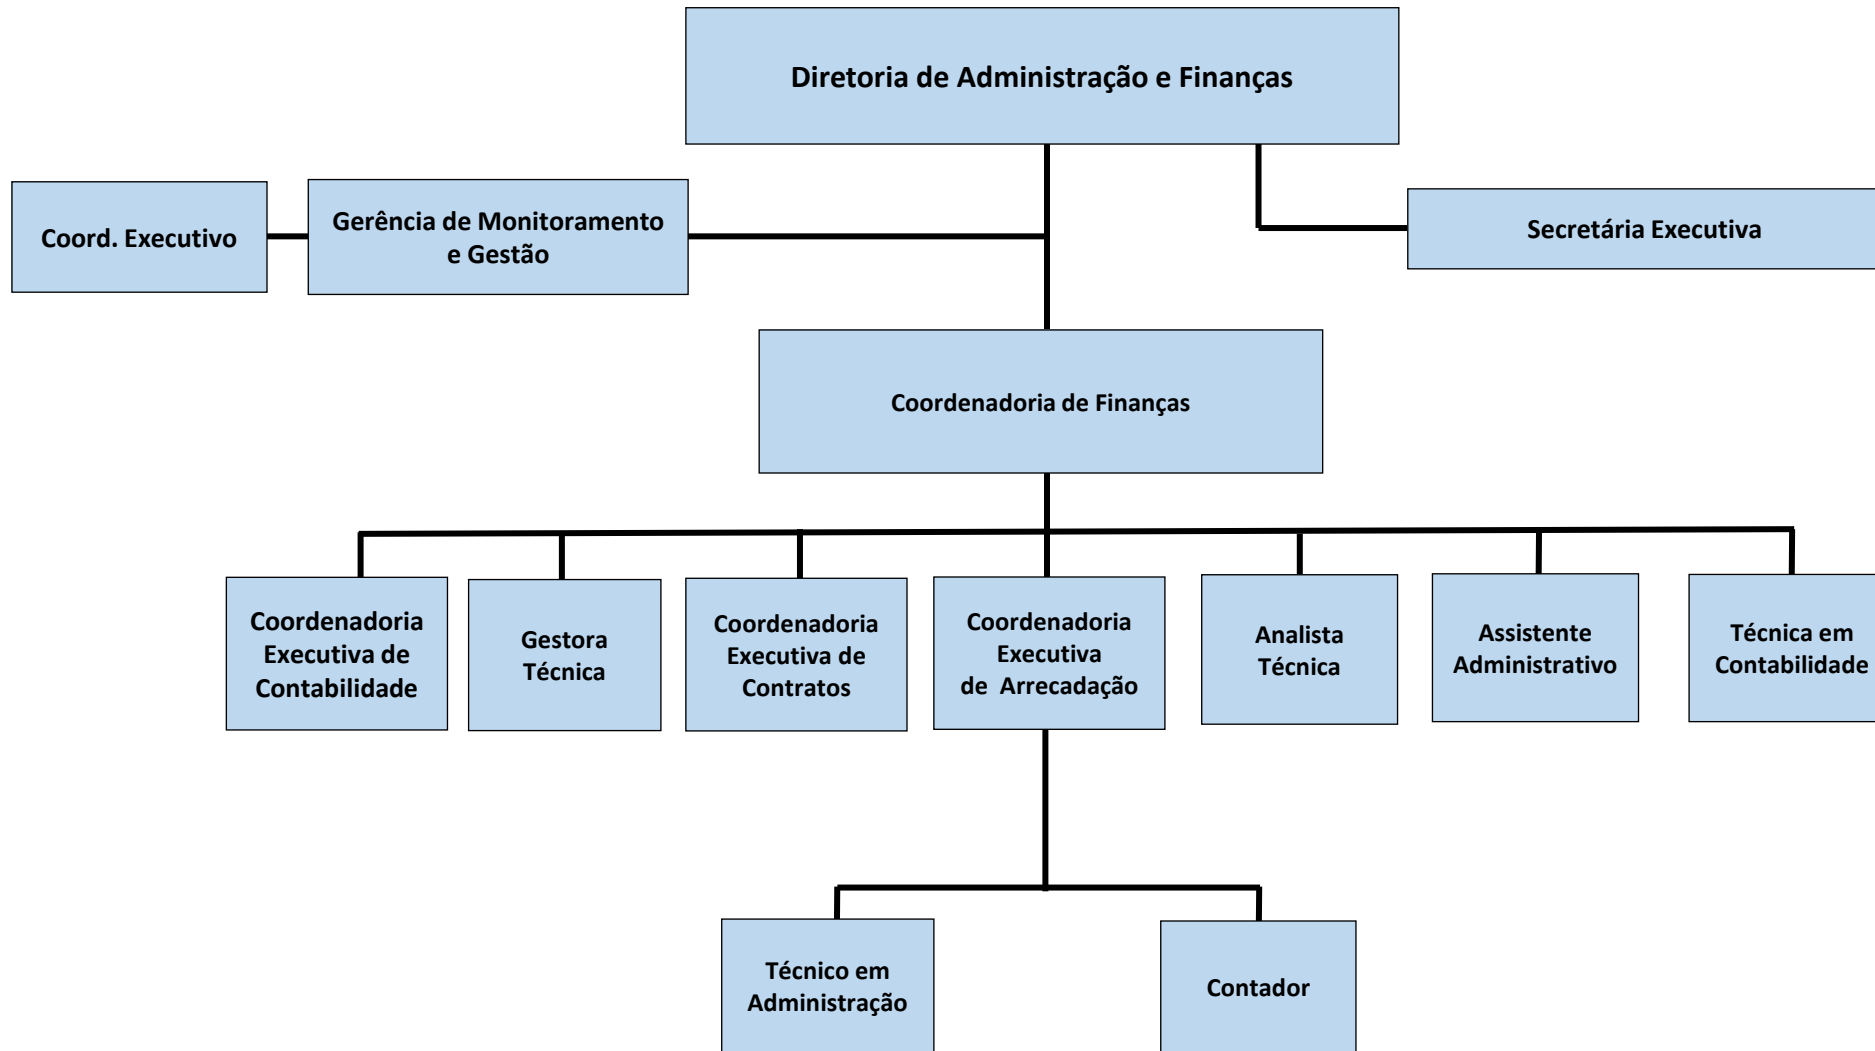 Diretoria de Administração e Finanças
Coord. Executivo
Gerência de Monitoramento
e Gestão
Secretária Executiva
Coordenadoria de Finanças
Coordenadoria
Executiva de
Contabilidade
Gestora
Técnica
Coordenadoria
Executiva de
Contratos
Coordenadoria
Executiva
de Arrecadação
Analista
Técnica
Assistente
Administrativo
Técnica em
Contabilidade
Técnico em
Administração
Contador